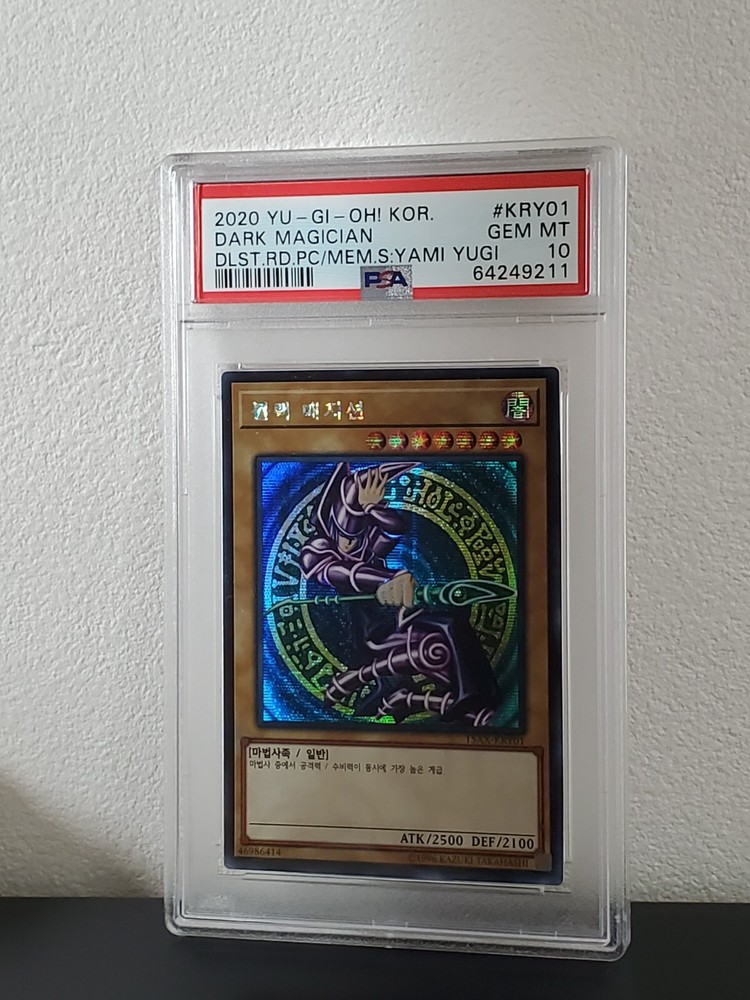 2020 YU-GI-OH! KOR. #KRY01
DARK MAGICIAN GEM MT
DLST.RD.PC/MEM.S:YAMI YUGI 10
64249211
PSA
블랙 매지션
闇
15AX-KRY01
[마법사족 / 일반]
마법사 중에서 공격력 / 수비력이 동시에 가장 높은 계급
ATK/2500 DEF/2100
46986414
©1996 KAZUKI TAKAHASHI